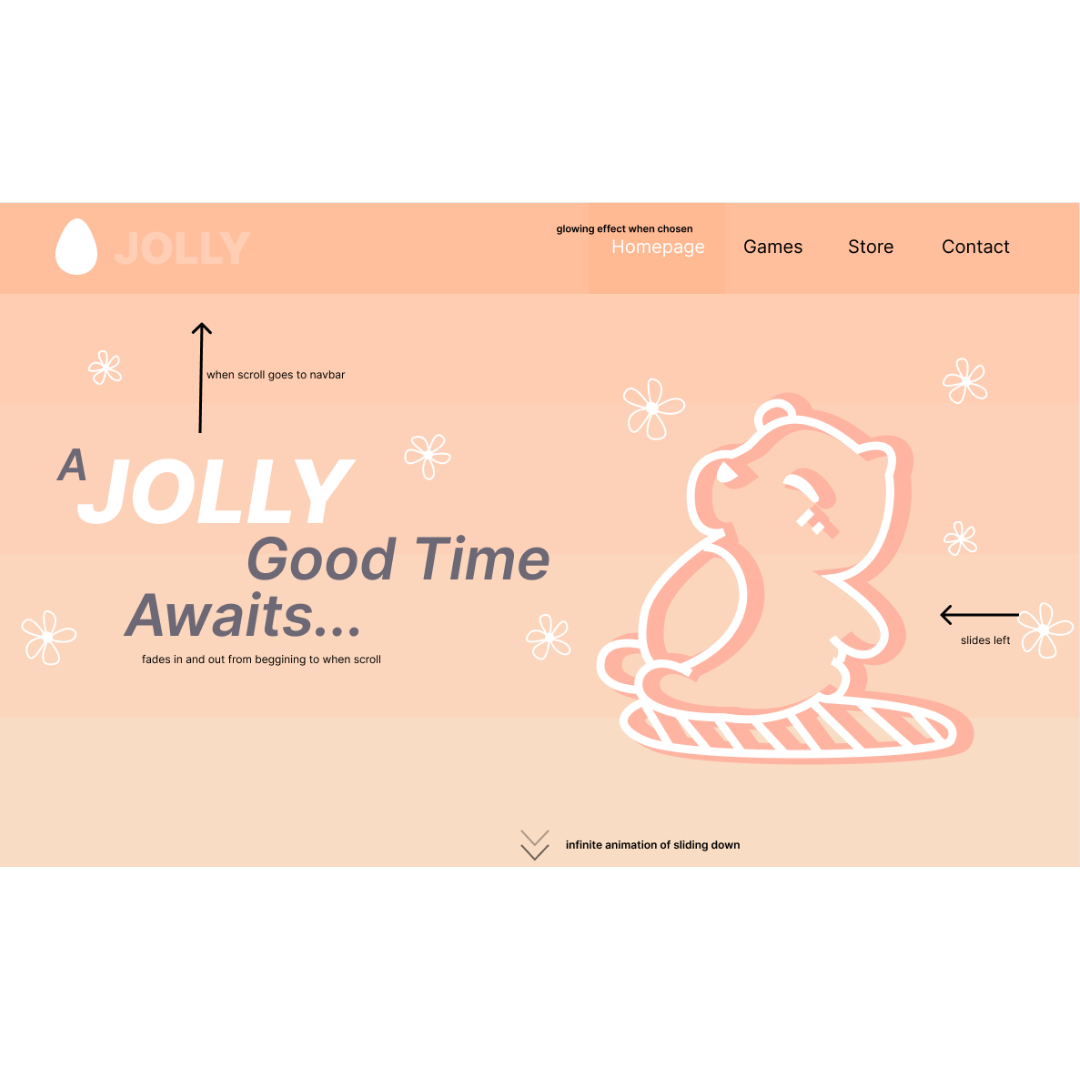 JOLLY
glowing effect when chosen
Homepage Games Store Contact
when scroll goes to navbar
A
JOLLY
Good Time
Awaits...
fades in and out from beggining to when scroll
slides left
infinite animation of sliding down